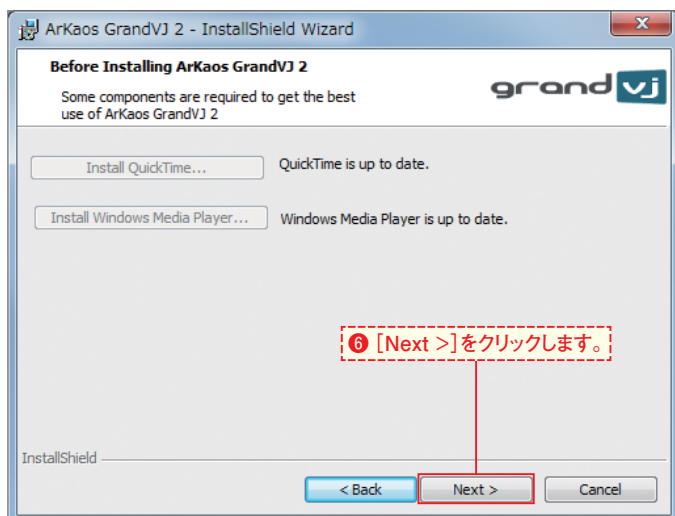 ArKaos GrandVJ 2 - InstallShield Wizard
Before Installing ArKaos GrandVJ 2
Some components are required to get the best
use of ArKaos GrandVJ 2
grand vj
Install QuickTime...
QuickTime is up to date.
Install Windows Media Player...
Windows Media Player is up to date.
❻ [Next >]をクリックします。
InstallShield
< Back
Next >
Cancel